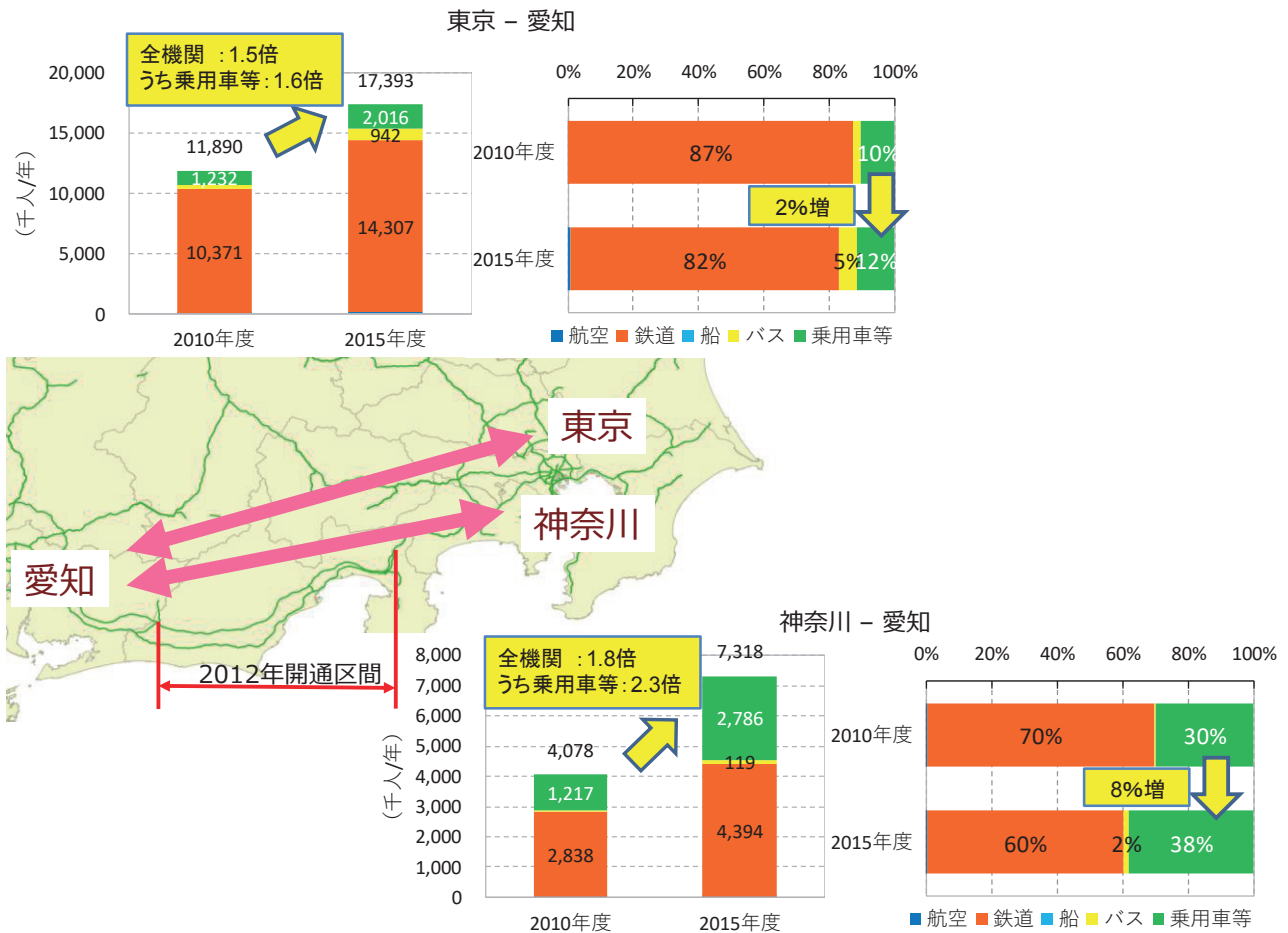 東京 – 愛知
全機関 :1.5倍
うち乗用車等:1.6倍
(千人/年)
20,000
15,000
10,000
5,000
0
11,890
1,232
10,371
17,393
2,016
942
14,307
2010年度
2015年度
0%
20%
40%
60%
80%
100%
2010年度
87%
10%
2%増
2015年度
82%
5%
12%
航空
鉄道
船
バス
乗用車等
東京
神奈川
愛知
2012年開通区間
神奈川 – 愛知
全機関 :1.8倍
うち乗用車等:2.3倍
(千人/年)
8,000
7,000
6,000
5,000
4,000
3,000
2,000
1,000
0
4,078
1,217
2,838
7,318
2,786
119
4,394
2010年度
2015年度
0%
20%
40%
60%
80%
100%
2010年度
70%
30%
8%増
2015年度
60%
2%
38%
航空
鉄道
船
バス
乗用車等